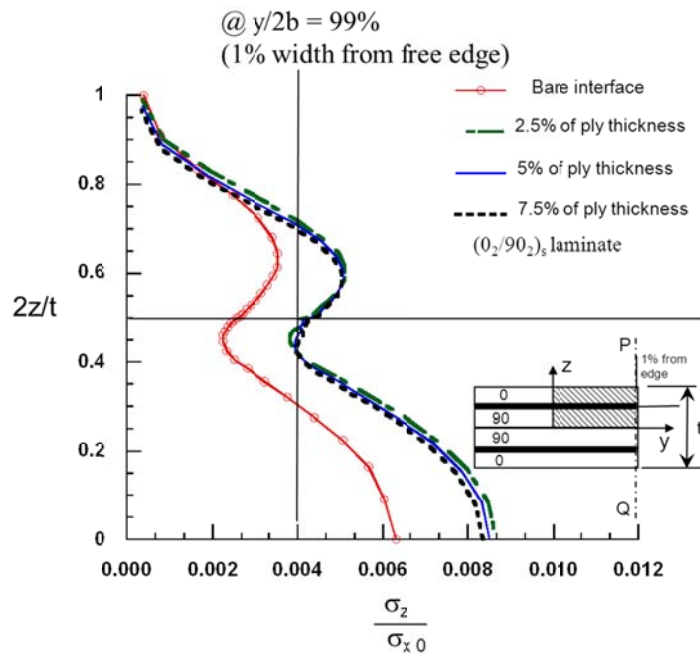 @ y/2b = 99%
(1% width from free edge)
Bare interface
2.5% of ply thickness
5% of ply thickness
7.5% of ply thickness
(0₂/90₂)ₛ laminate
1
0.8
0.6
2z/t
0.4
0.2
0
P
1% from
edge
z
0
90
90
0
y
t
Q
0.000 0.002 0.004 0.006 0.008 0.010 0.012
σz
σx 0